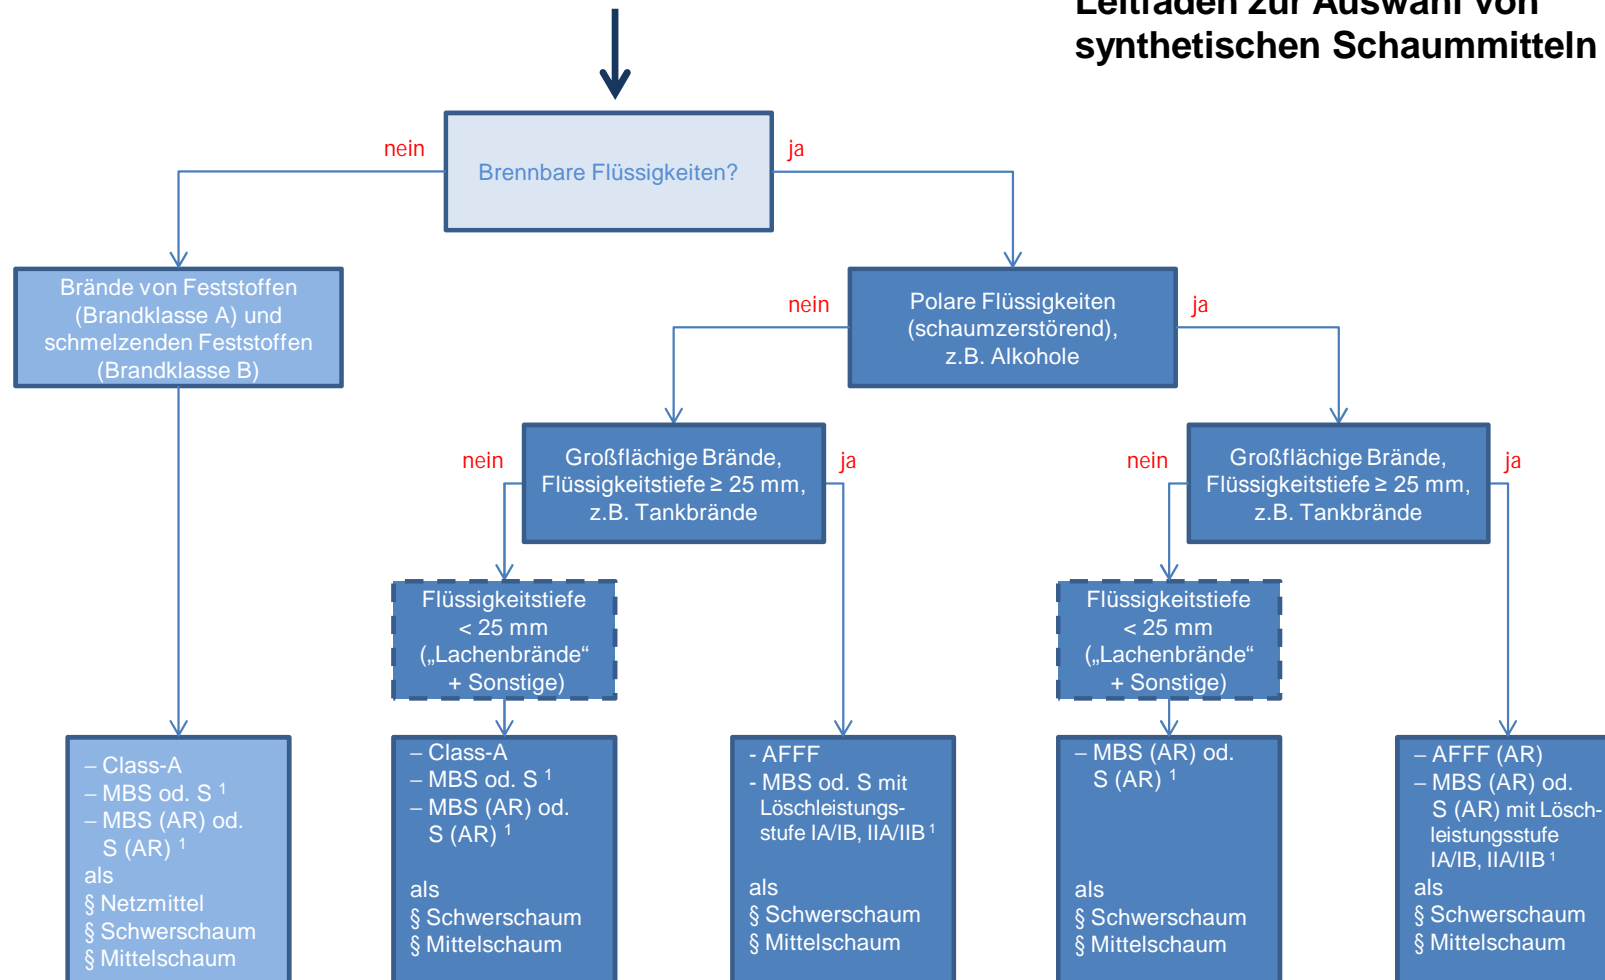 Leitfaden zur Auswahl von
synthetischen Schaummitteln
nein
ja
Brennbare Flüssigkeiten?
Brände von Feststoffen
(Brandklasse A) und
schmelzenden Feststoffen
(Brandklasse B)
nein
Polare Flüssigkeiten
(schaumzerstörend),
z.B. Alkohole
ja
nein
Großflächige Brände,
Flüssigkeitstiefe ≥ 25 mm,
z.B. Tankbrände
ja
nein
Großflächige Brände,
Flüssigkeitstiefe ≥ 25 mm,
z.B. Tankbrände
ja
Flüssigkeitstiefe
< 25 mm
(„Lachenbrände“
+ Sonstige)
Flüssigkeitstiefe
< 25 mm
(„Lachenbrände“
+ Sonstige)
– Class-A
– MBS od. S ¹
– MBS (AR) od.
S (AR) ¹
als
§ Netzmittel
§ Schwerschaum
§ Mittelschaum
– Class-A
– MBS od. S ¹
– MBS (AR) od.
S (AR) ¹
als
§ Schwerschaum
§ Mittelschaum
- AFFF
- MBS od. S mit
Löschleistungs-
stufe IA/IB, IIA/IIB ¹
als
§ Schwerschaum
§ Mittelschaum
– MBS (AR) od.
S (AR) ¹
als
§ Schwerschaum
§ Mittelschaum
– AFFF (AR)
– MBS (AR) od.
S (AR) mit Lösch-
leistungsstufe
IA/IB, IIA/IIB ¹
als
§ Schwerschaum
§ Mittelschaum